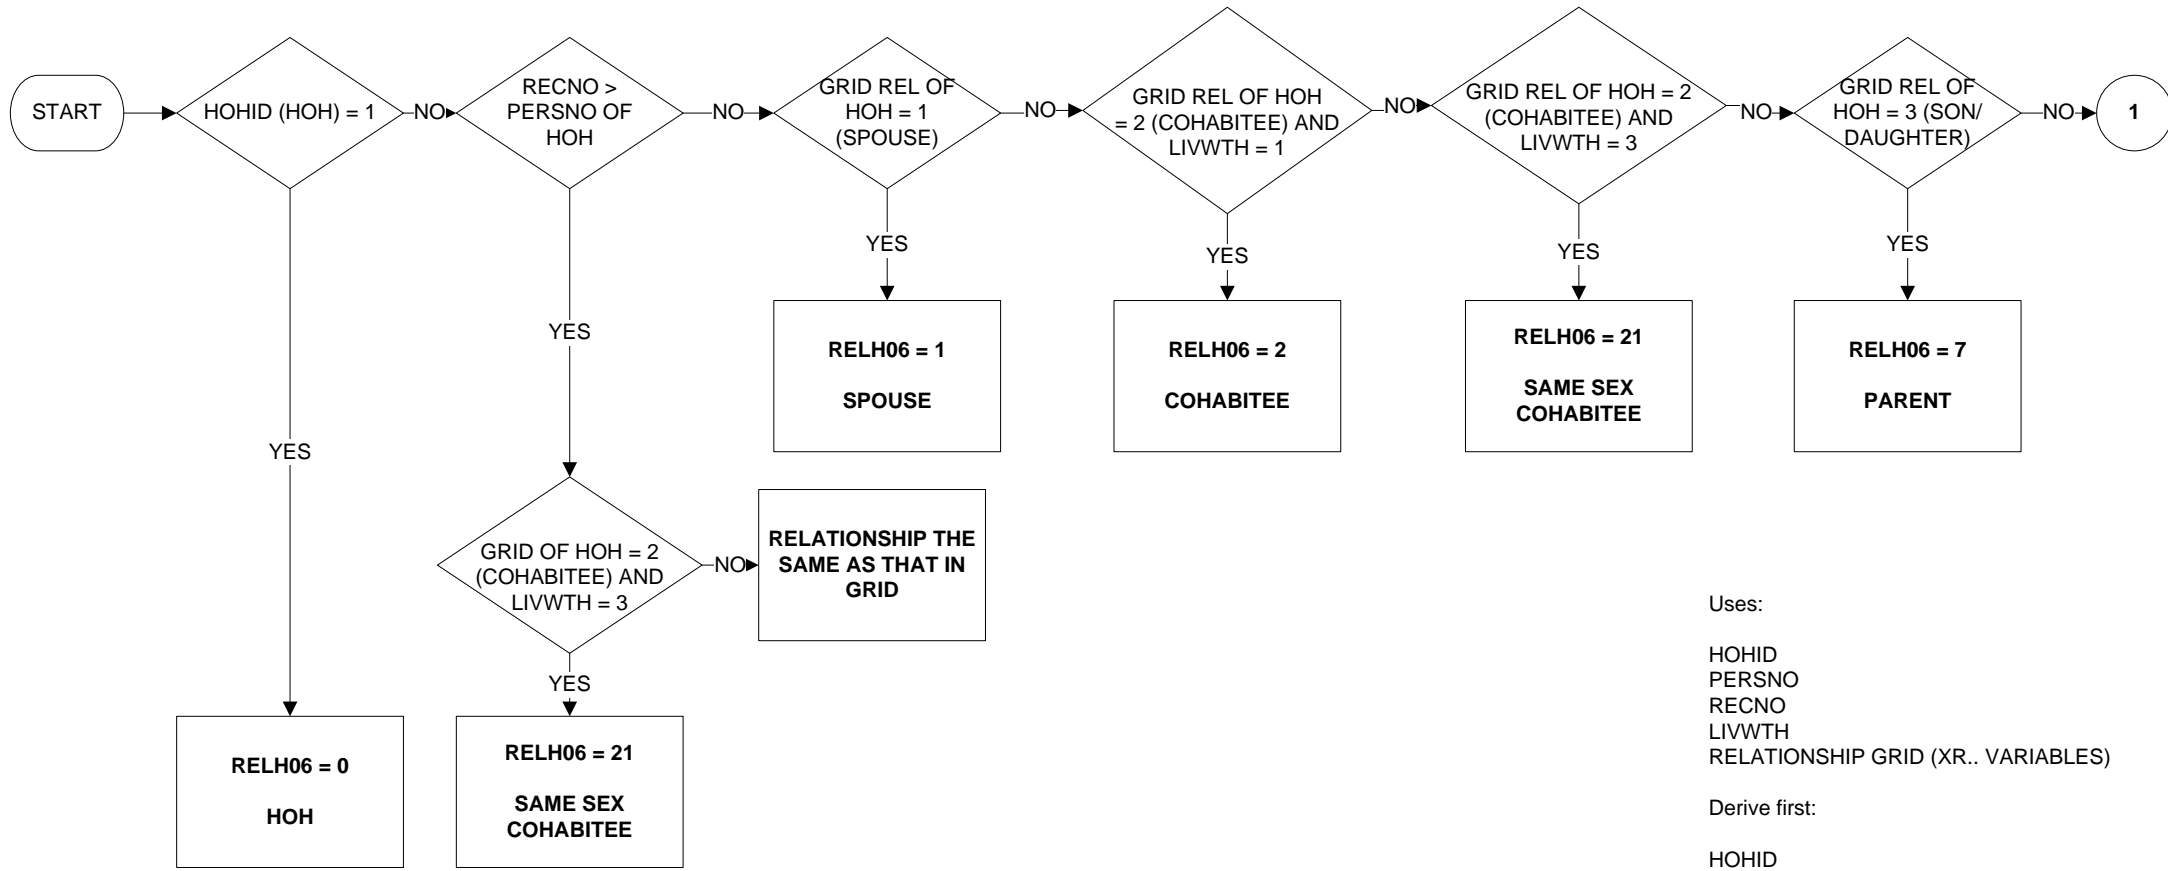 START
HOHID (HOH) = 1
NO
RECNO >
PERSNO OF
HOH
NO
GRID REL OF
HOH = 1
(SPOUSE)
NO
GRID REL OF HOH
= 2 (COHABITEE) AND
LIVWTH = 1
NO
GRID REL OF HOH = 2
(COHABITEE) AND
LIVWTH = 3
NO
GRID REL OF
HOH = 3 (SON/
DAUGHTER)
NO
1
YES
YES
YES
YES
YES
YES
RELH06 = 1
SPOUSE
RELH06 = 2
COHABITEE
RELH06 = 21
SAME SEX
COHABITEE
RELH06 = 7
PARENT
GRID OF HOH = 2
(COHABITEE) AND
LIVWTH = 3
NO
RELATIONSHIP THE
SAME AS THAT IN
GRID
YES
RELH06 = 0
HOH
RELH06 = 21
SAME SEX
COHABITEE
Uses:
HOHID
PERSNO
RECNO
LIVWTH
RELATIONSHIP GRID (XR.. VARIABLES)
Derive first:
HOHID